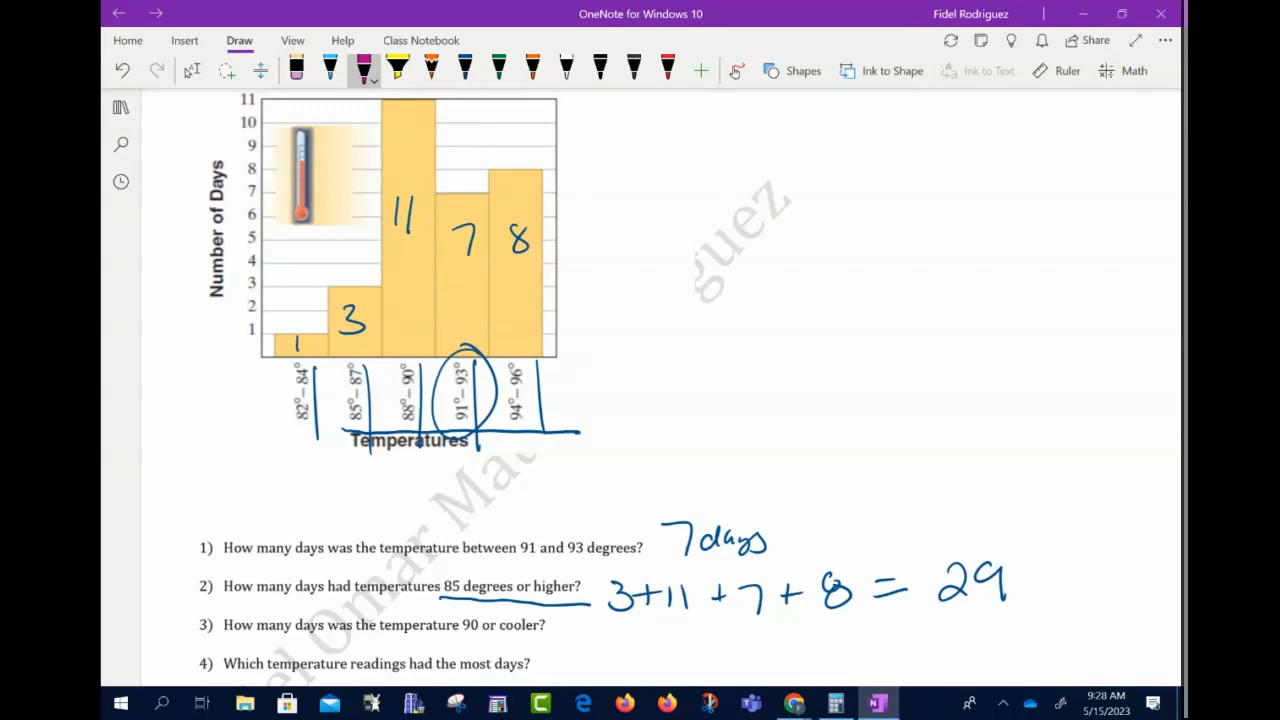 OneNote for Windows 10 Fidel Rodriguez
Home Insert Draw View Help Class Notebook Share
Shapes Ink to Shape Ink to Text Ruler Math
11
10
9
8
7
6
5
4
3
2
1
Number of Days
1 3 11 7 8
82°– 84° 85°– 87° 88°– 90° 91°– 93° 94°– 96°
Temperatures
guez
el Omar Mat
1) How many days was the temperature between 91 and 93 degrees? 7 days
2) How many days had temperatures 85 degrees or higher? 3+11+7+8=29
3) How many days was the temperature 90 or cooler?
4) Which temperature readings had the most days?
9:28 AM
5/15/2023